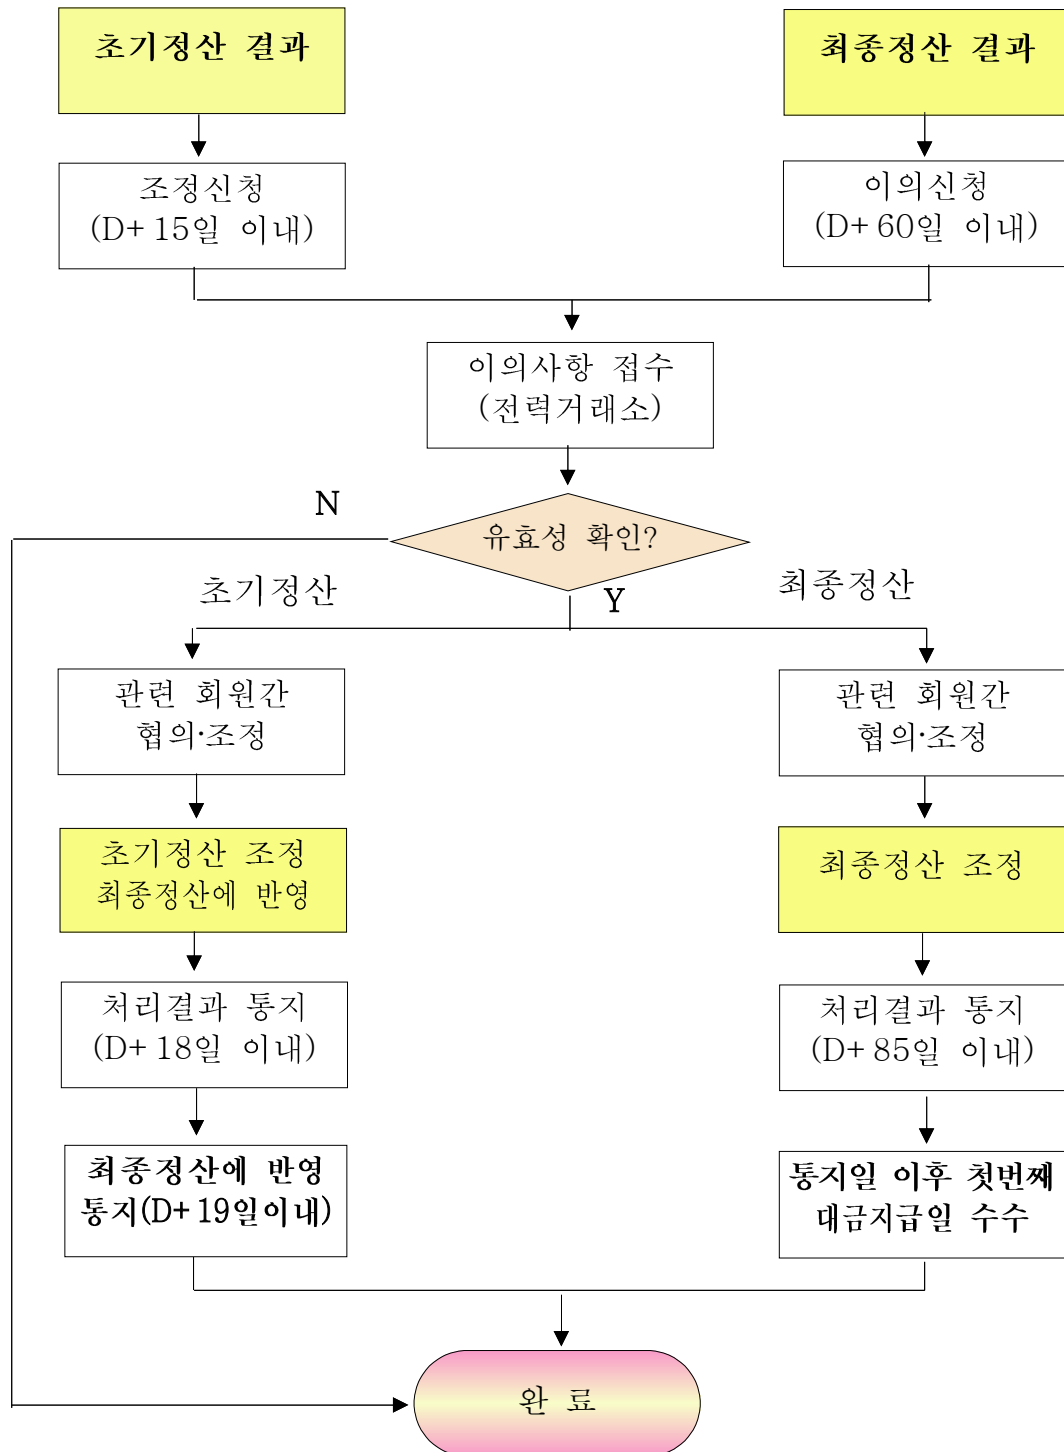 초기정산 결과
최종정산 결과
조정신청
(D+15일 이내)
이의신청
(D+60일 이내)
이의사항 접수
(전력거래소)
유효성 확인?
N
Y
초기정산
최종정산
관련 회원간
협의·조정
관련 회원간
협의·조정
초기정산 조정
최종정산에 반영
최종정산 조정
처리결과 통지
(D+18일 이내)
처리결과 통지
(D+85일 이내)
최종정산에 반영
통지(D+19일이내)
통지일 이후 첫번째
대금지급일 수수
완 료